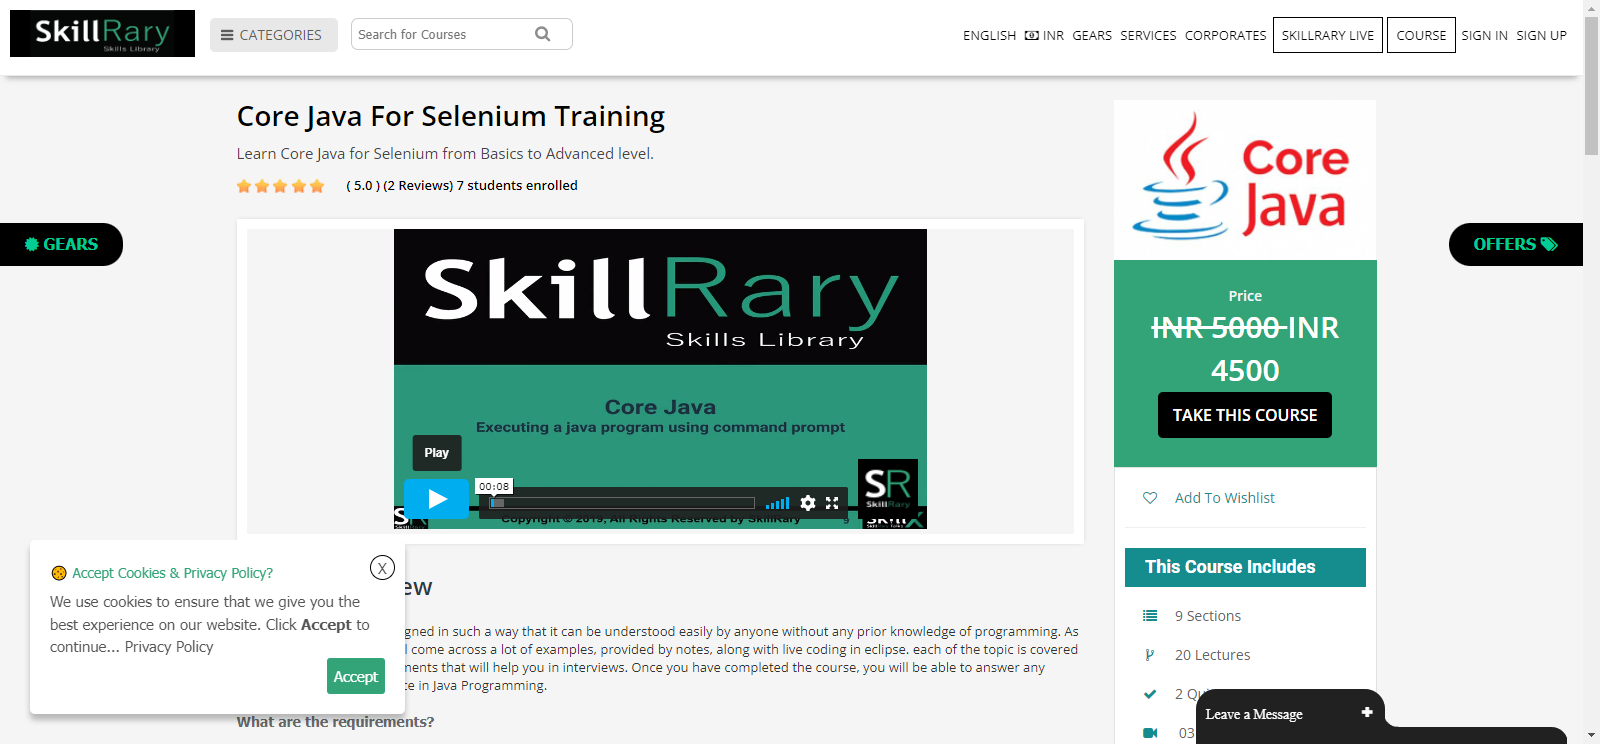 SkillRary
Skills Library
CATEGORIES
Search for Courses
ENGLISH INR GEARS SERVICES CORPORATES SKILLRARY LIVE COURSE SIGN IN SIGN UP
Core Java For Selenium Training
Learn Core Java for Selenium from Basics to Advanced level.
( 5.0 ) (2 Reviews) 7 students enrolled
GEARS
OFFERS
SkillRary
Skills Library
Core Java
Executing a java program using command prompt
Play
00:08
SR
SkillRary
Copyright © 2019, All Rights Reserved by SkillRary
9
Core
Java
Price
INR 5000 INR
4500
TAKE THIS COURSE
Add To Wishlist
This Course Includes
9 Sections
20 Lectures
2 Qu
03
Leave a Message
Accept Cookies & Privacy Policy?
X
We use cookies to ensure that we give you the
best experience on our website. Click Accept to
continue... Privacy Policy
Accept
ew
gned in such a way that it can be understood easily by anyone without any prior knowledge of programming. As
l come across a lot of examples, provided by notes, along with live coding in eclipse. each of the topic is covered
ments that will help you in interviews. Once you have completed the course, you will be able to answer any
ce in Java Programming.
What are the requirements?